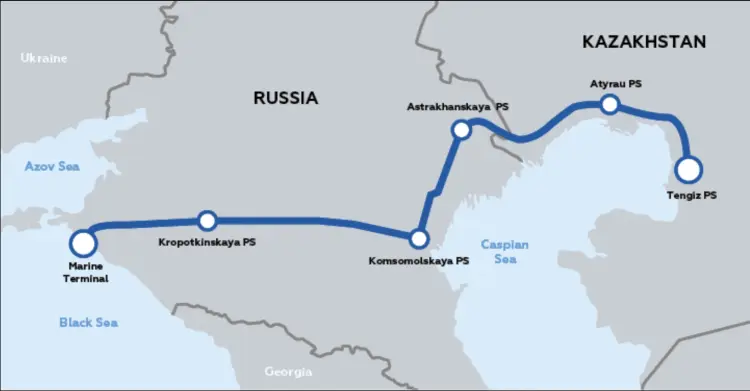 KAZAKHSTAN
Ukraine
Atyrau PS
RUSSIA
Astrakhanskaya PS
Azov Sea
Tengiz PS
Kropotkinskaya PS
Komsomolskaya PS
Caspian
Sea
Marine
Terminal
Black Sea
Georgia